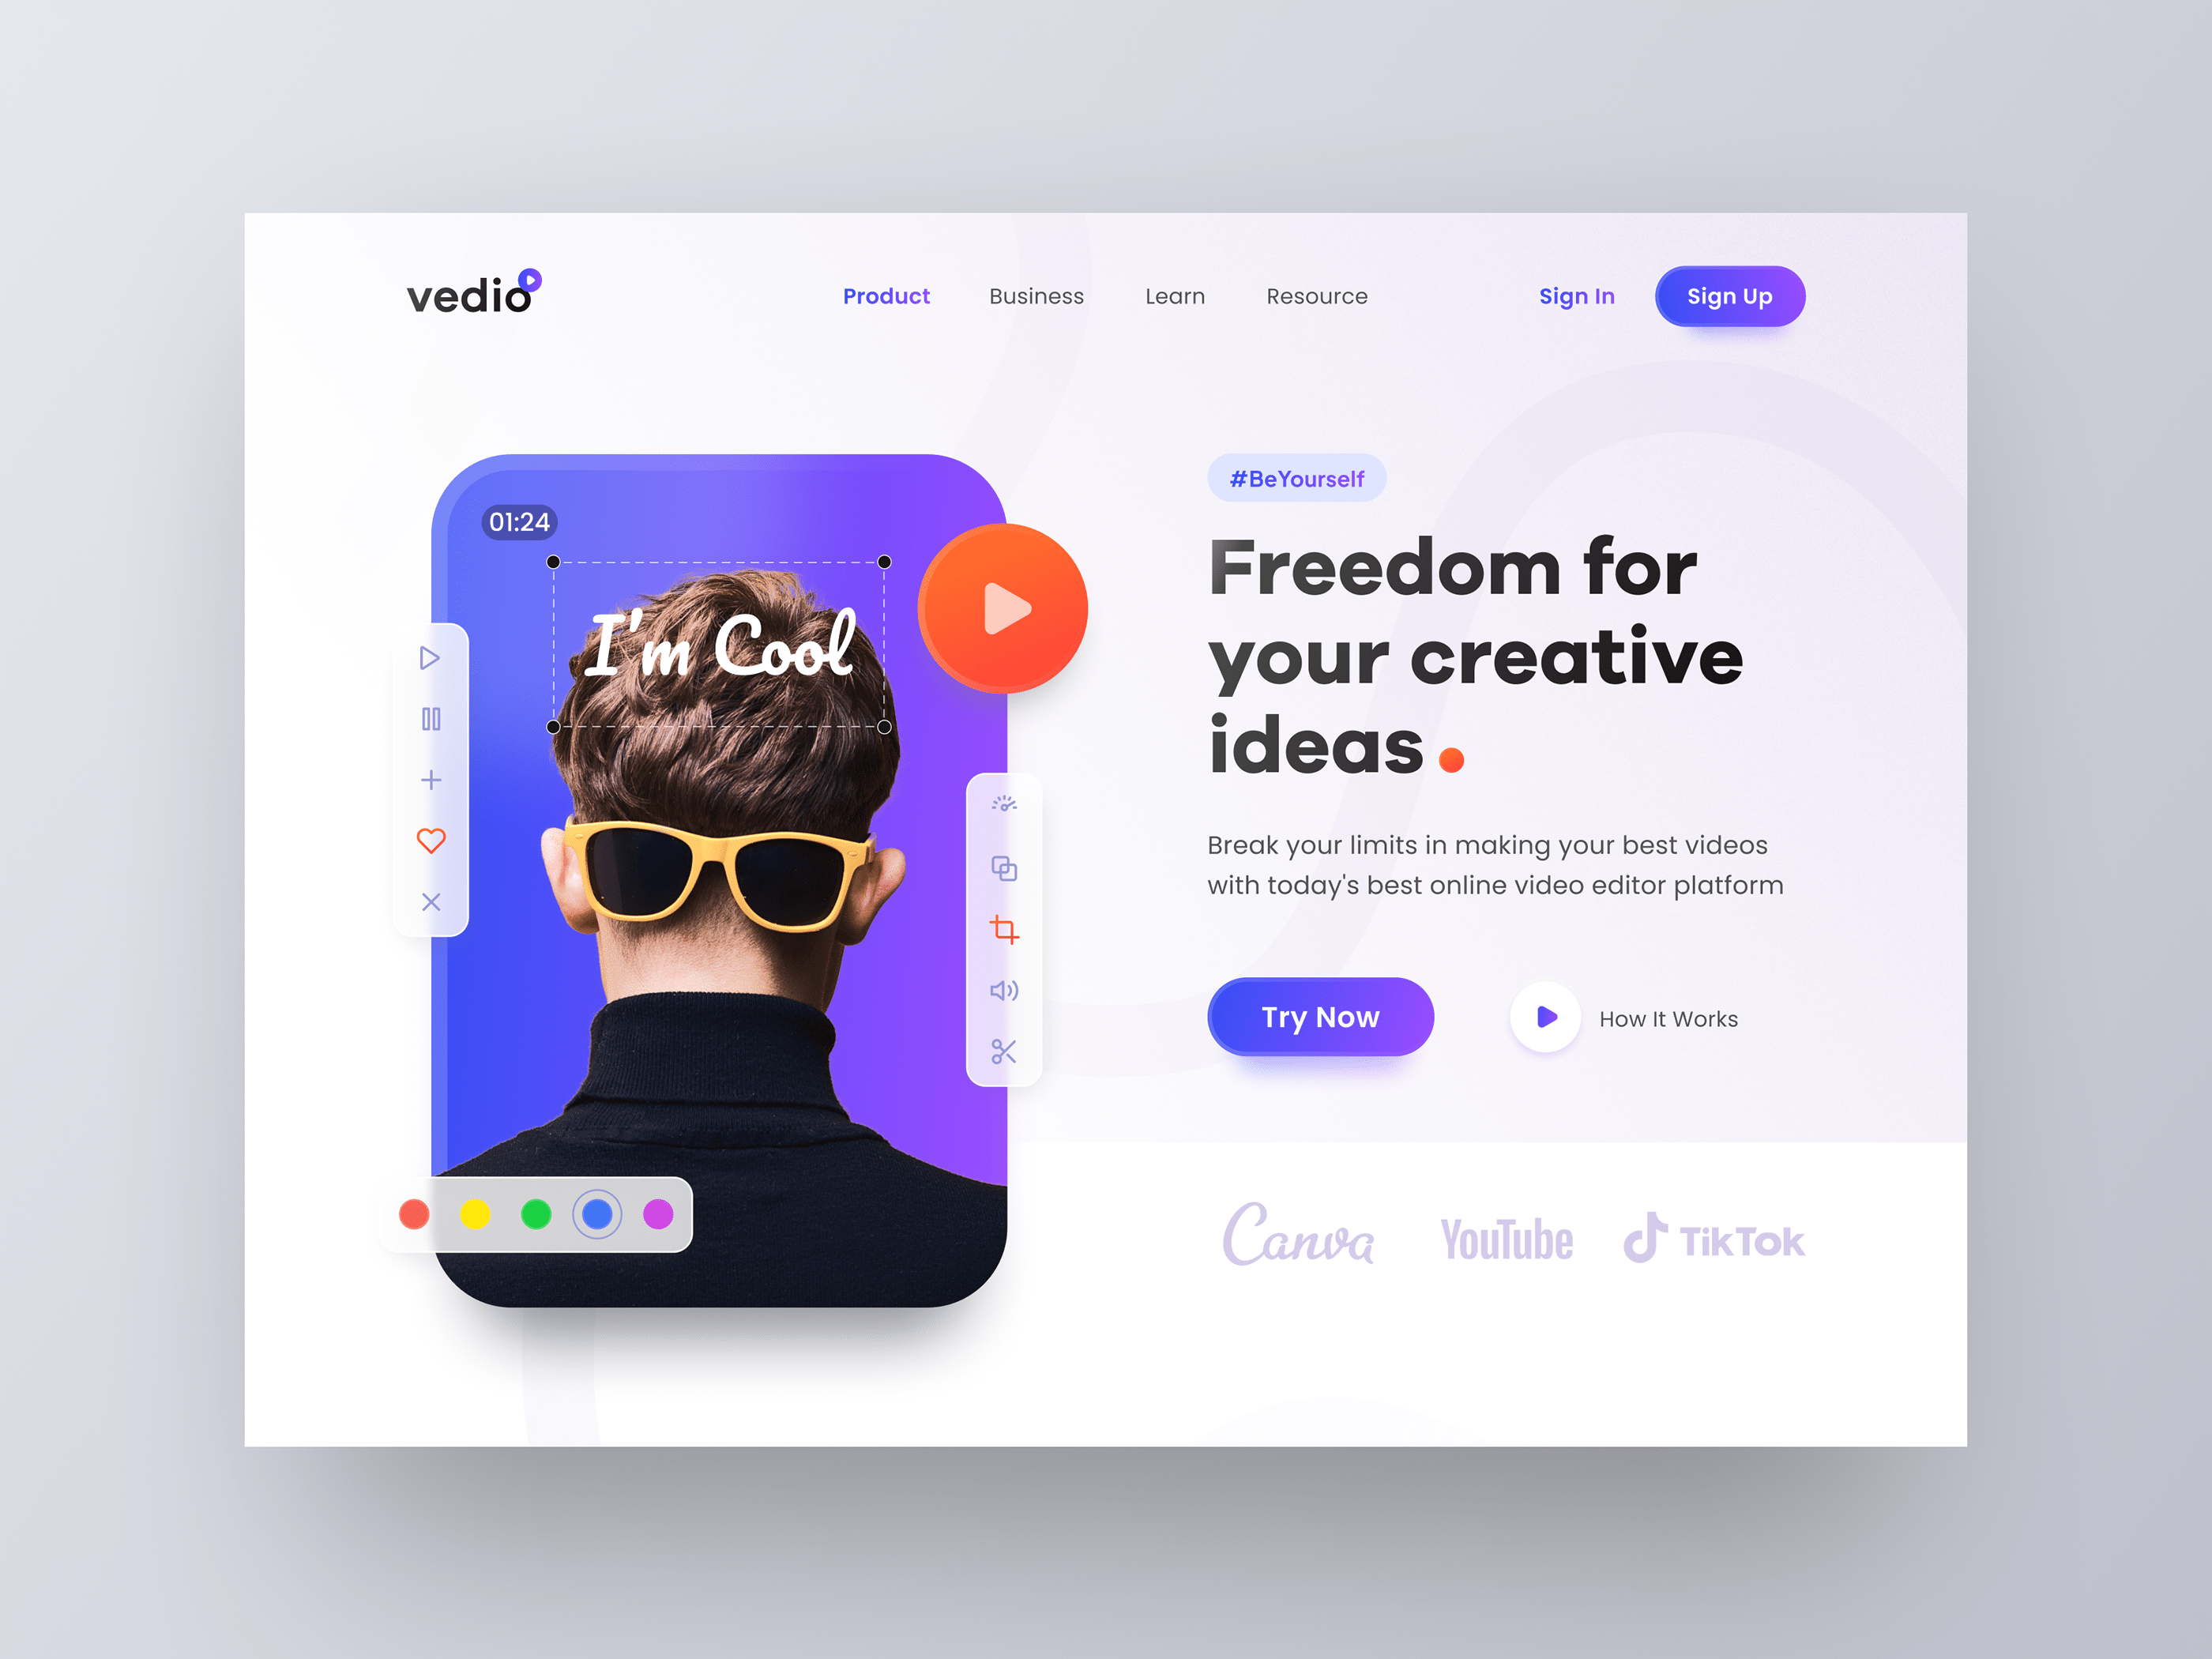 vedio
Product Business Learn Resource Sign In Sign Up
01:24
I'm Cool
#BeYourself
Freedom for
your creative
ideas.
Break your limits in making your best videos
with today's best online video editor platform
Try Now How It Works
Canva YouTube TikTok